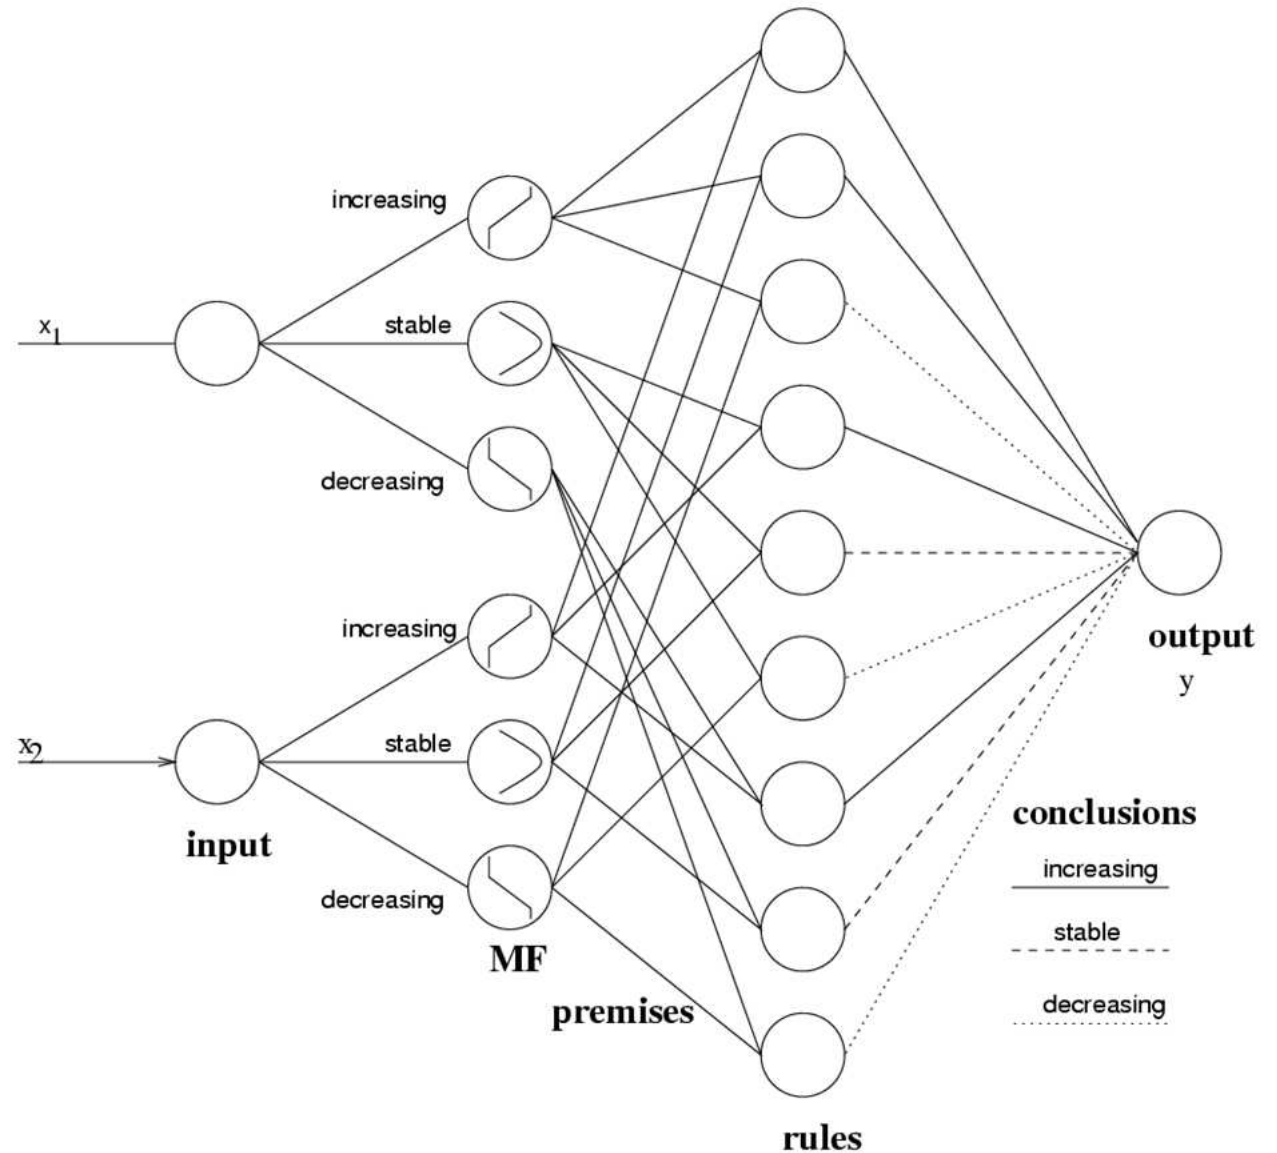 increasing
x1
stable
decreasing
increasing
x2
stable
input
decreasing
MF
premises
rules
output
y
conclusions
increasing
stable
decreasing